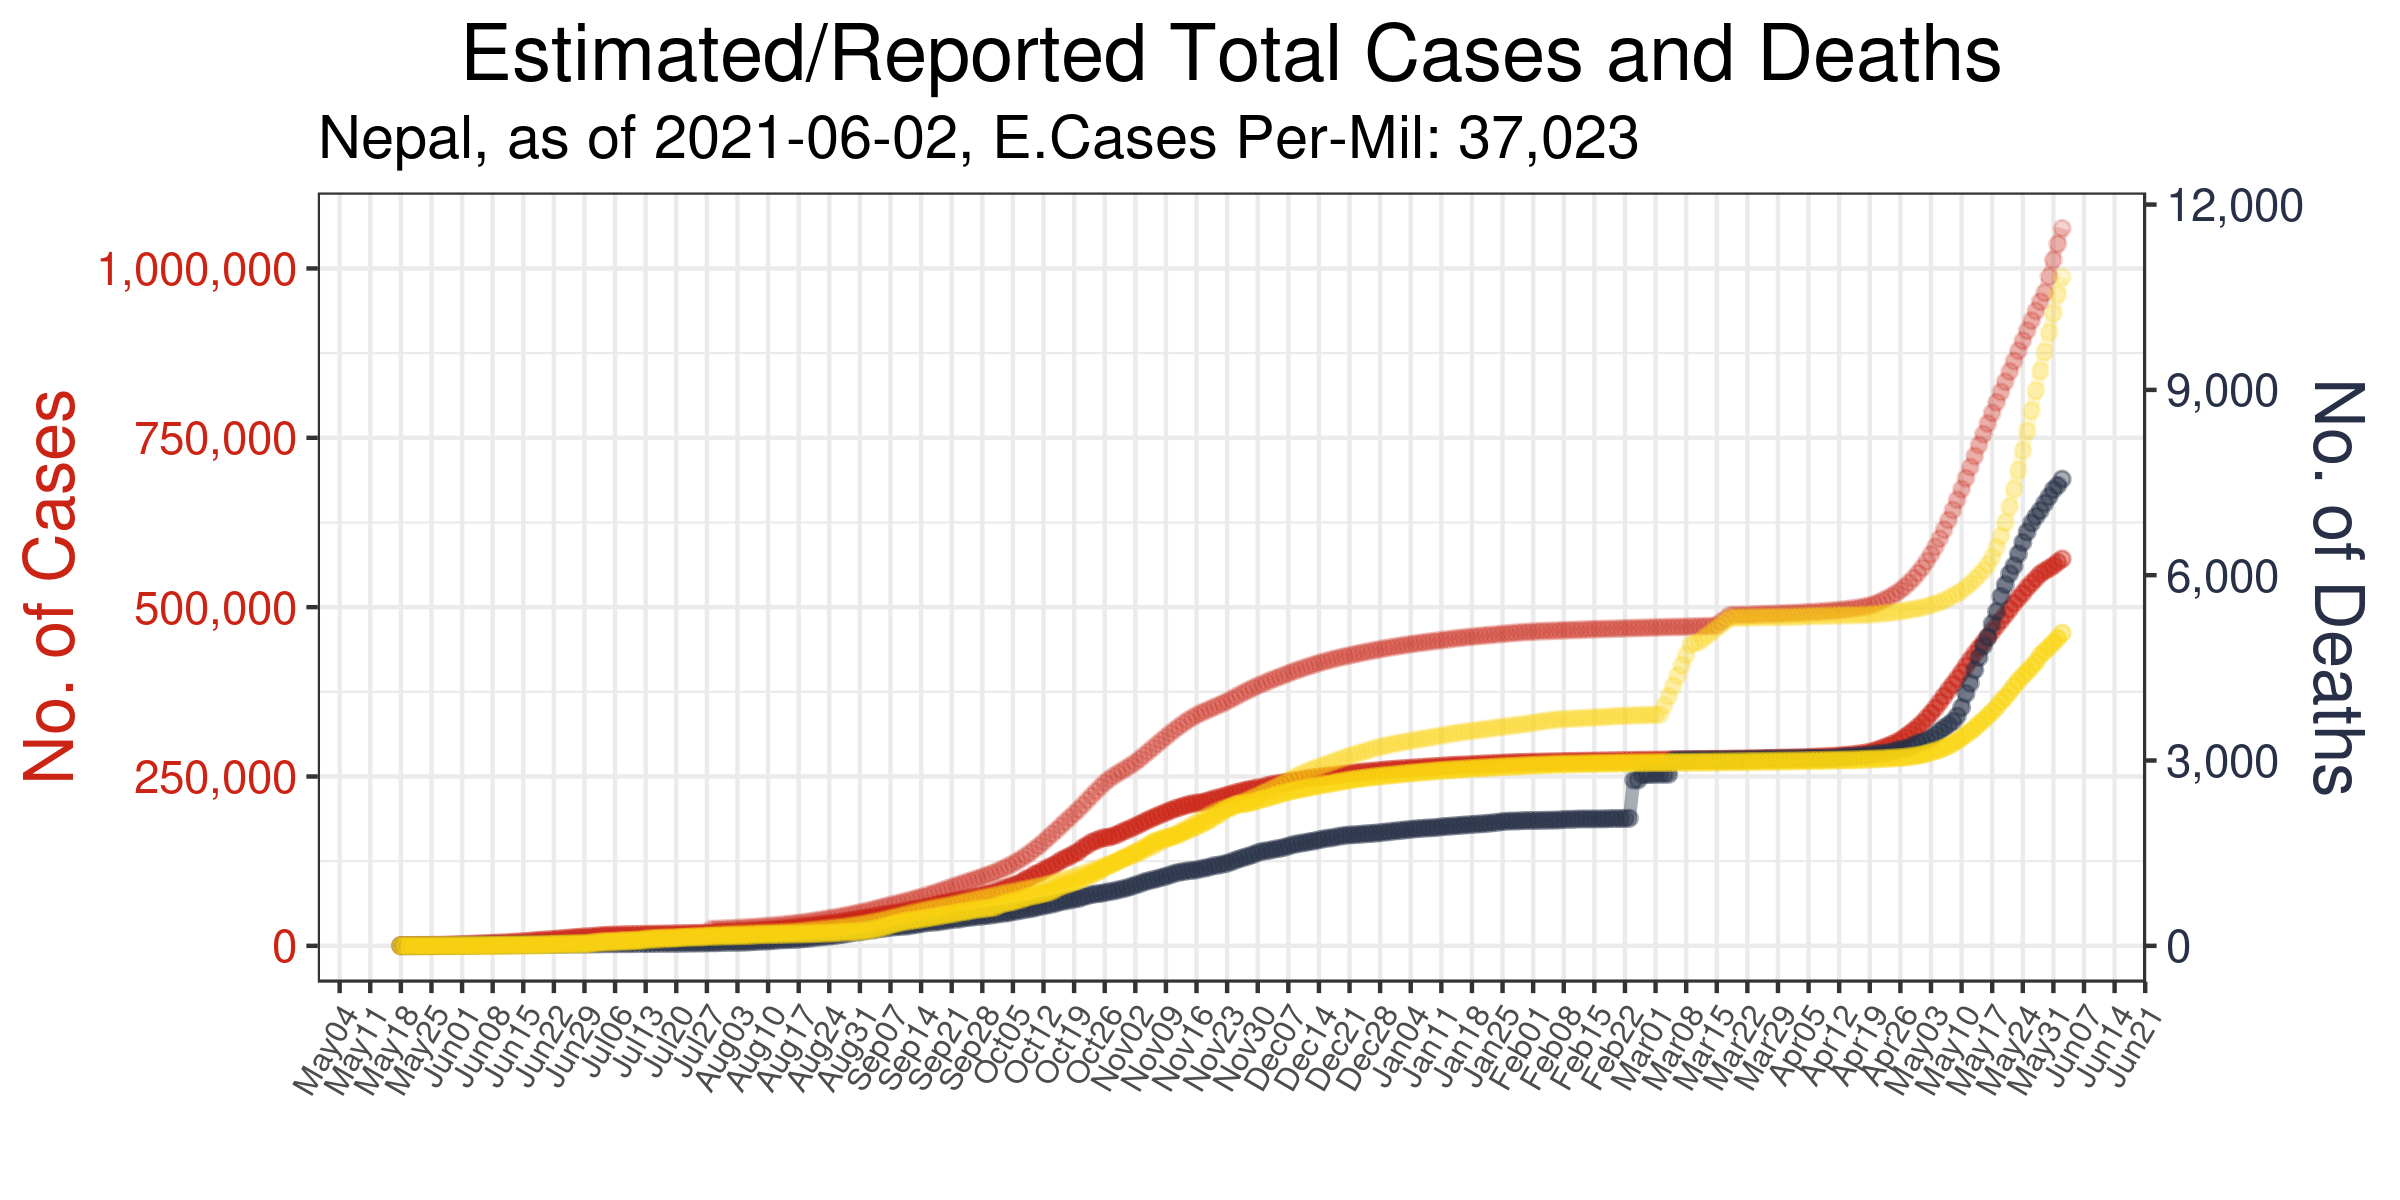 Estimated/Reported Total Cases and Deaths
Nepal, as of 2021-06-02, E.Cases Per-Mil: 37,023
No. of Cases
1,000,000
750,000
500,000
250,000
0
12,000
9,000
6,000
3,000
0
No. of Deaths
May04
May11
May18
May25
Jun01
Jun08
Jun15
Jun22
Jun29
Jul06
Jul13
Jul20
Jul27
Aug03
Aug10
Aug17
Aug24
Aug31
Sep07
Sep14
Sep21
Sep28
Oct05
Oct12
Oct19
Oct26
Nov02
Nov09
Nov16
Nov23
Nov30
Dec07
Dec14
Dec21
Dec28
Jan04
Jan11
Jan18
Jan25
Feb01
Feb08
Feb15
Feb22
Mar01
Mar08
Mar15
Mar22
Mar29
Apr05
Apr12
Apr19
Apr26
May03
May10
May17
May24
May31
Jun07
Jun14
Jun21